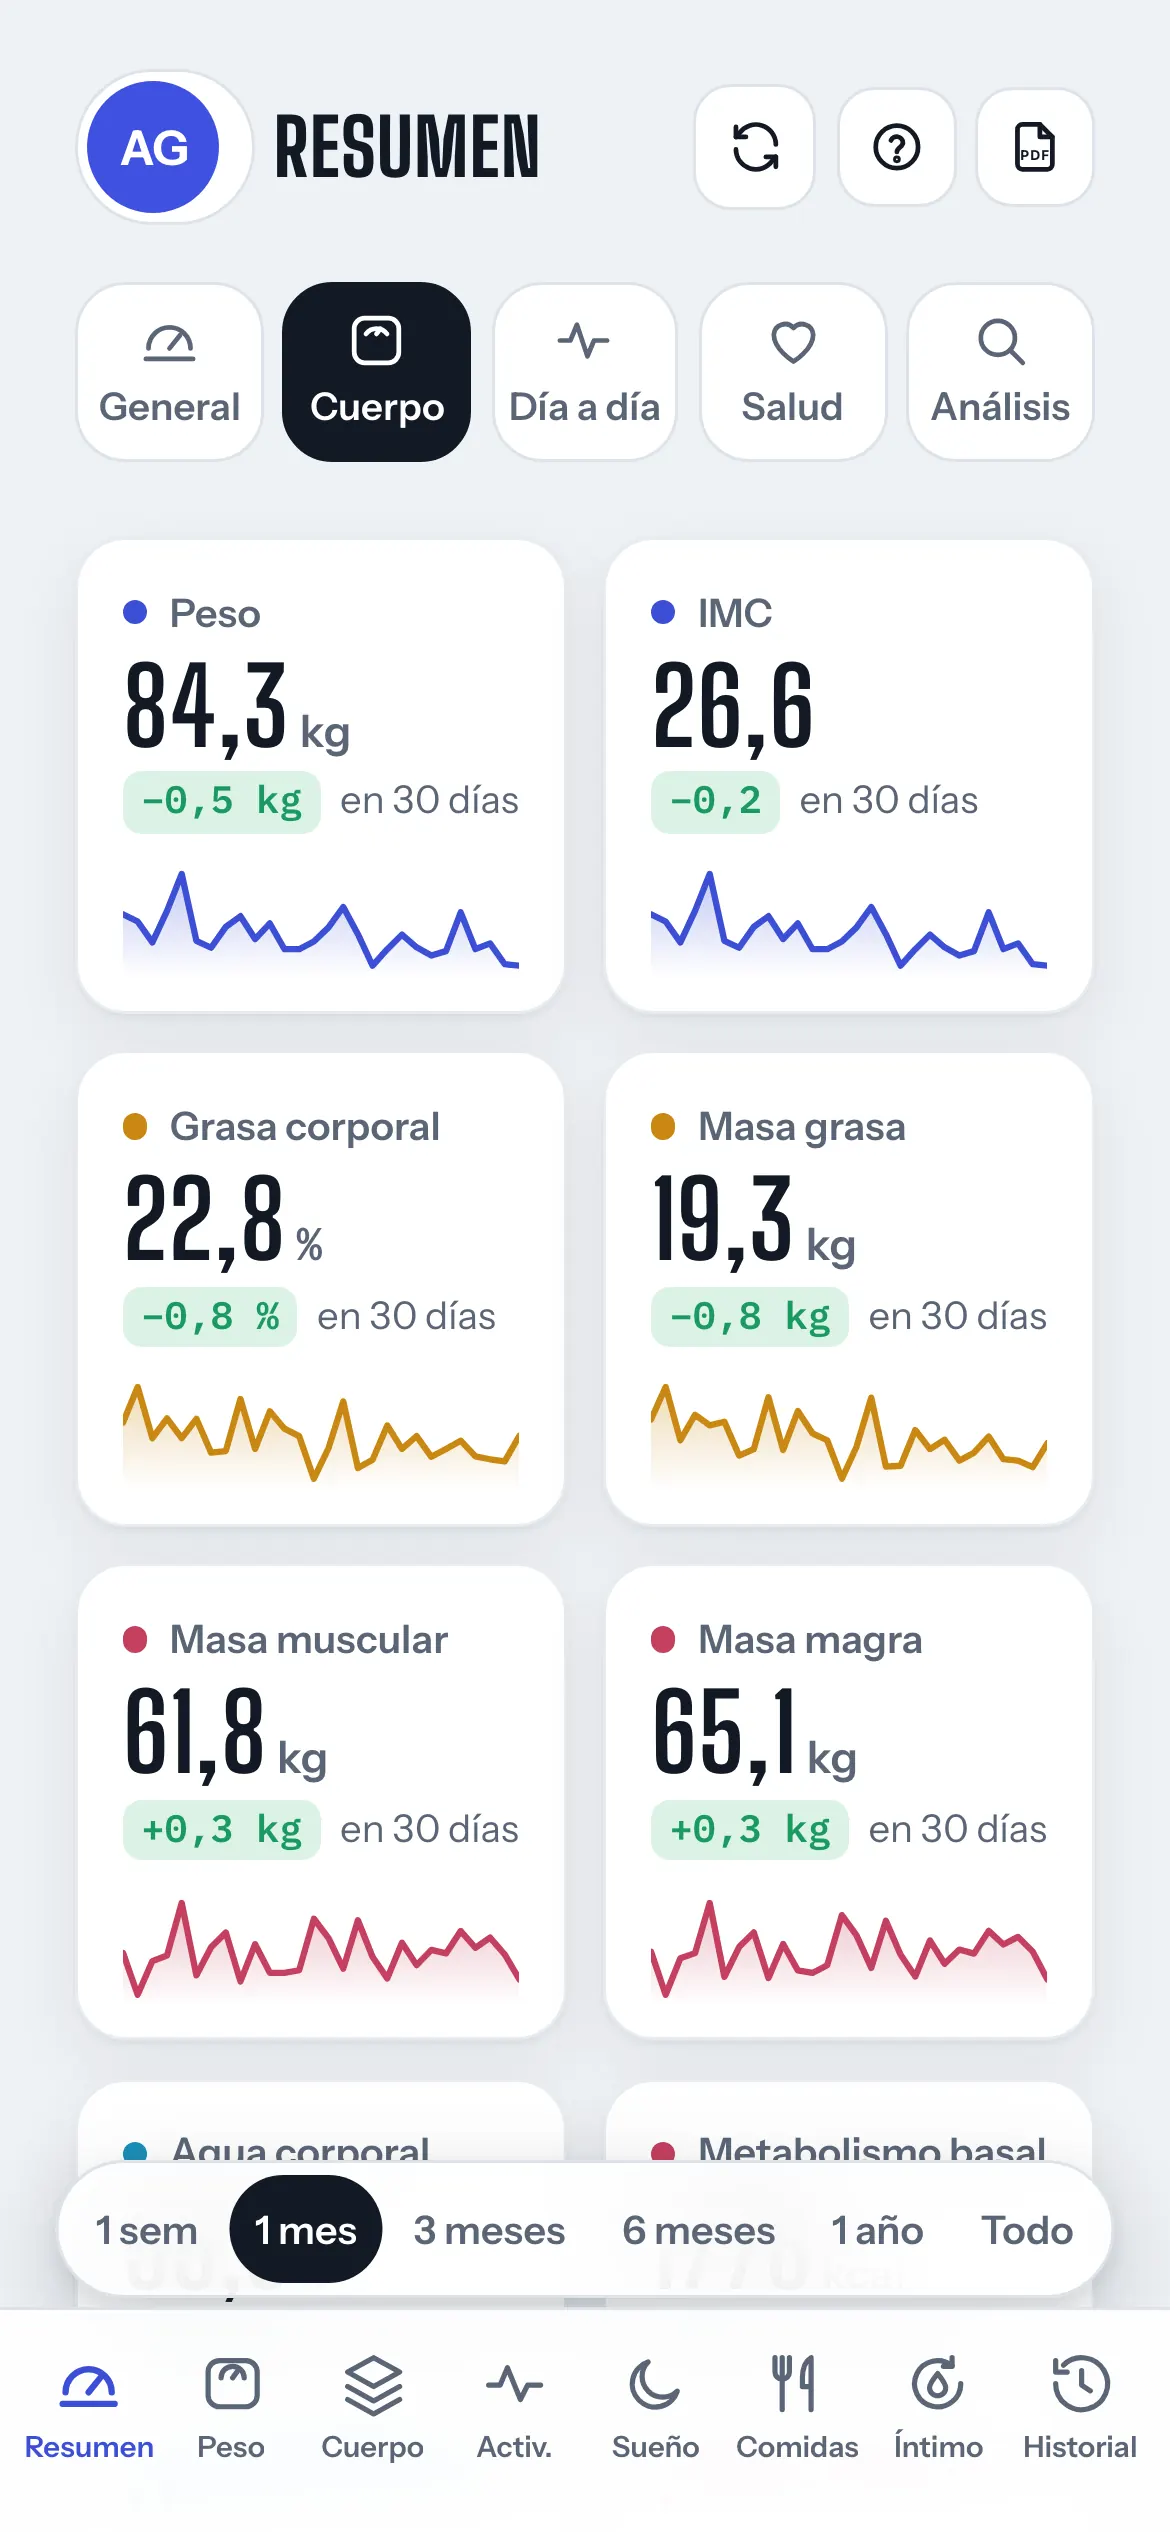 AG
RESUMEN
PDF
General
Cuerpo
Día a día
Salud
Análisis
Peso
84,3 kg
−0,5 kg en 30 días
IMC
26,6
−0,2 en 30 días
Grasa corporal
22,8 %
−0,8 % en 30 días
Masa grasa
19,3 kg
−0,8 kg en 30 días
Masa muscular
61,8 kg
+0,3 kg en 30 días
Masa magra
65,1 kg
+0,3 kg en 30 días
Agua corporal
Metabolismo basal
1 sem
1 mes
3 meses
6 meses
1 año
Todo
Resumen
Peso
Cuerpo
Activ.
Sueño
Comidas
Íntimo
Historial